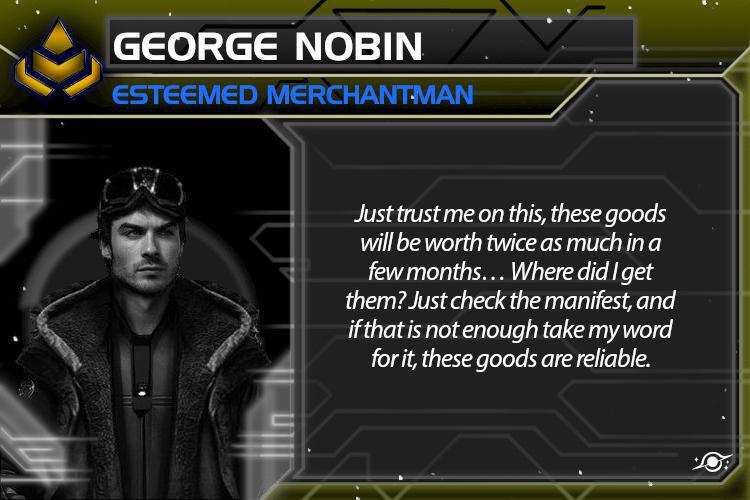 GEORGE NOBIN
ESTEEMED MERCHANTMAN
Just trust me on this, these goods
will be worth twice as much in a
few months... Where did I get
them? Just check the manifest, and
if that is not enough take my word
for it, these goods are reliable.